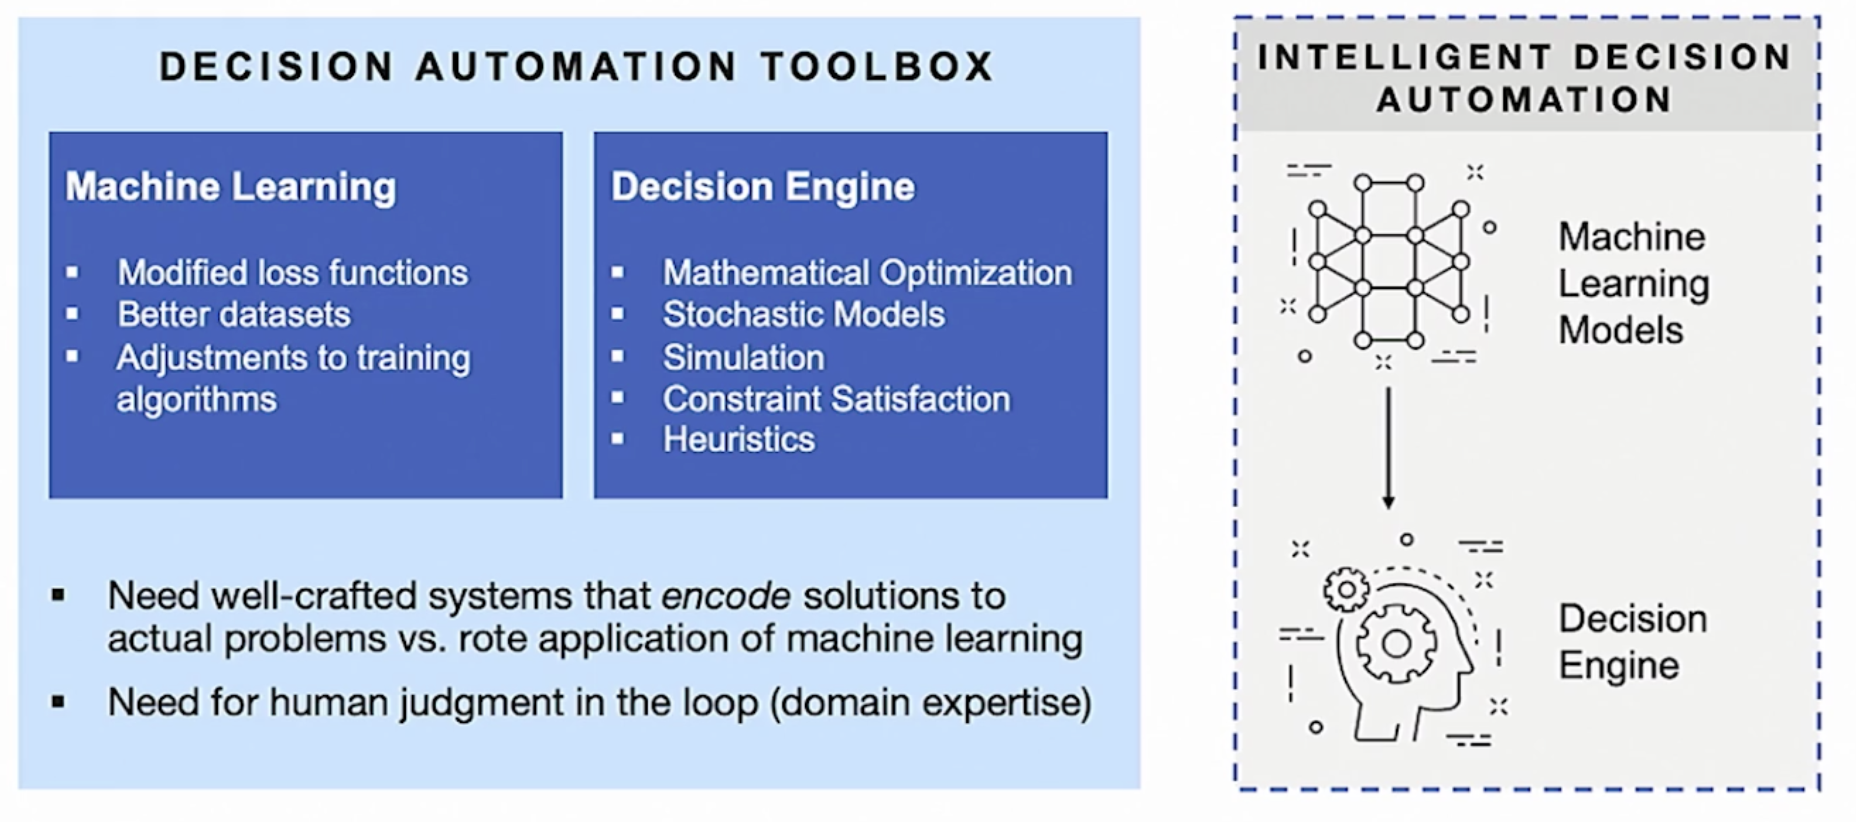 DECISION AUTOMATION TOOLBOX
Machine Learning
▪ Modified loss functions
▪ Better datasets
▪ Adjustments to training
algorithms
Decision Engine
▪ Mathematical Optimization
▪ Stochastic Models
▪ Simulation
▪ Constraint Satisfaction
▪ Heuristics
▪ Need well-crafted systems that encode solutions to
actual problems vs. rote application of machine learning
▪ Need for human judgment in the loop (domain expertise)
INTELLIGENT DECISION
AUTOMATION
Machine
Learning
Models
Decision
Engine